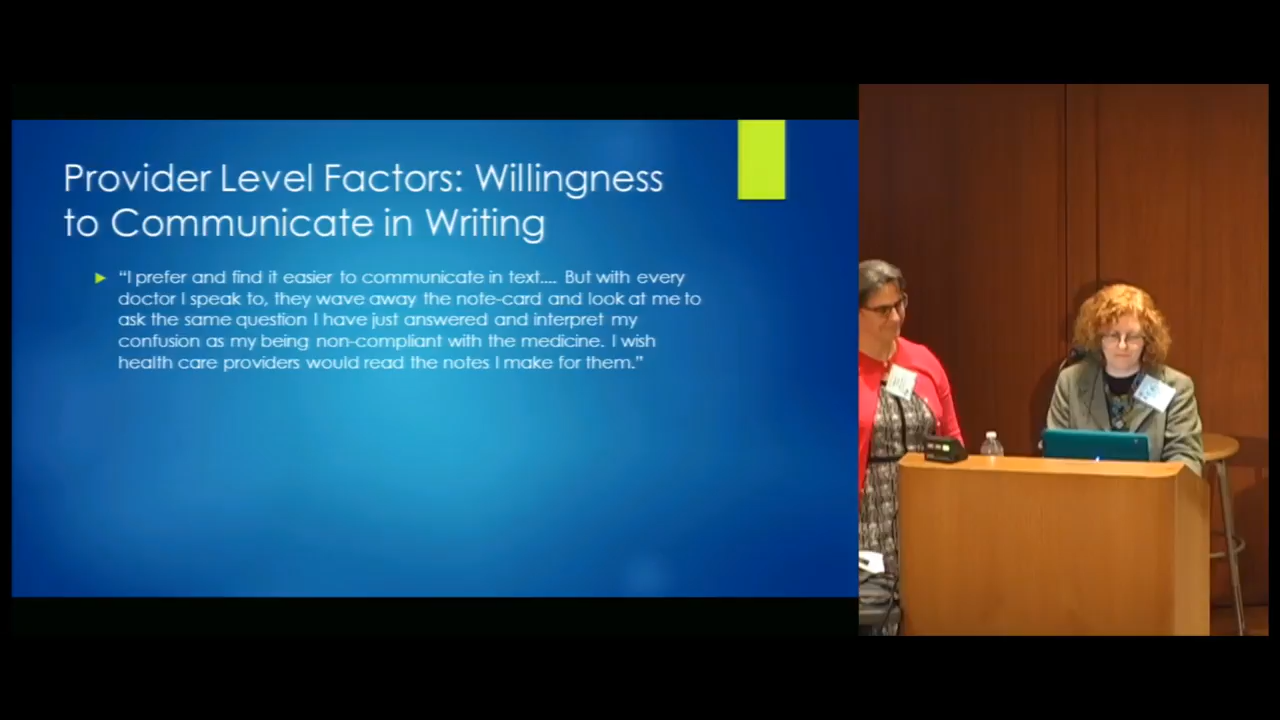 Provider Level Factors: Willingness
to Communicate in Writing
“I prefer and find it easier to communicate in text.... But with every
doctor I speak to, they wave away the note-card and look at me to
ask the same question I have just answered and interpret my
confusion as my being non-compliant with the medicine. I wish
health care providers would read the notes I make for them.”